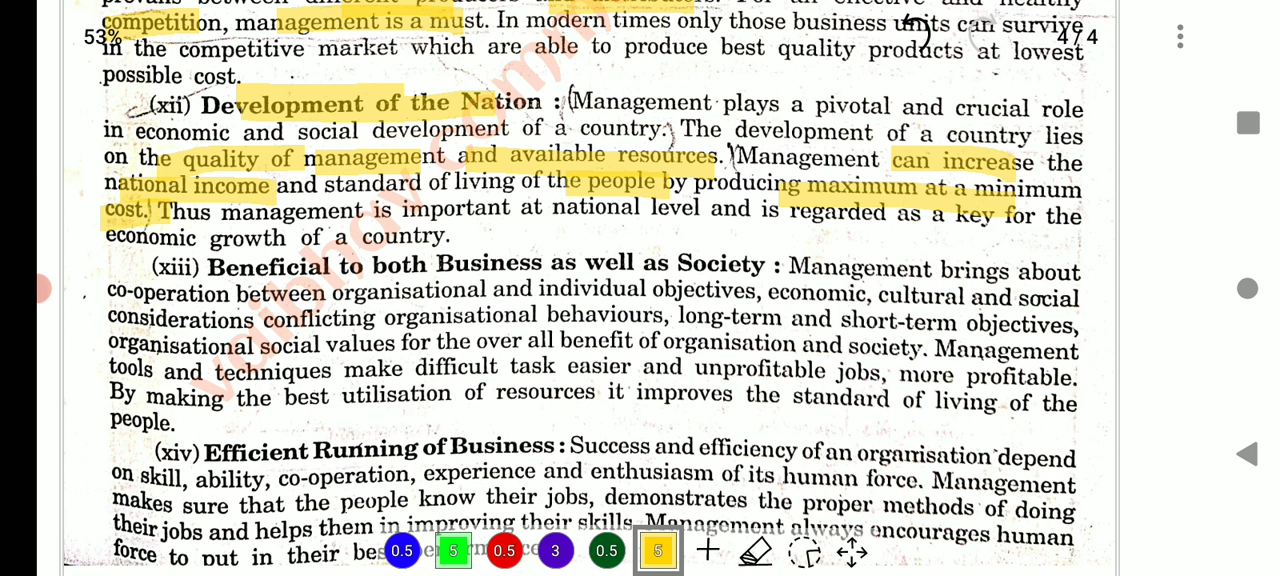 competition, management is a must. In modern times only those business units can survive
53%
474
in the competitive market which are able to produce best quality products at lowest
possible cost.
(xii) Development of the Nation : Management plays a pivotal and crucial role
in economic and social development of a country. The development of a country lies
on the quality of management and available resources. Management can increase the
national income and standard of living of the people by producing maximum at a minimum
cost. Thus management is important at national level and is regarded as a key for the
economic growth of a country.
(xiii) Beneficial to both Business as well as Society : Management brings about
co-operation between organisational and individual objectives, economic, cultural and social
considerations conflicting organisational behaviours, long-term and short-term objectives,
organisational social values for the over all benefit of organisation and society. Management
tools and techniques make difficult task easier and unprofitable jobs, more profitable.
By making the best utilisation of resources it improves the standard of living of the
people.
(xiv) Efficient Running of Business : Success and efficiency of an organisation depend
on skill, ability, co-operation, experience and enthusiasm of its human force. Management
makes sure that the people know their jobs, demonstrates the proper methods of doing
their jobs and helps them in improving their skills. Management always encourages human
force to put in their
0.5 5 0.5 3 0.5 5